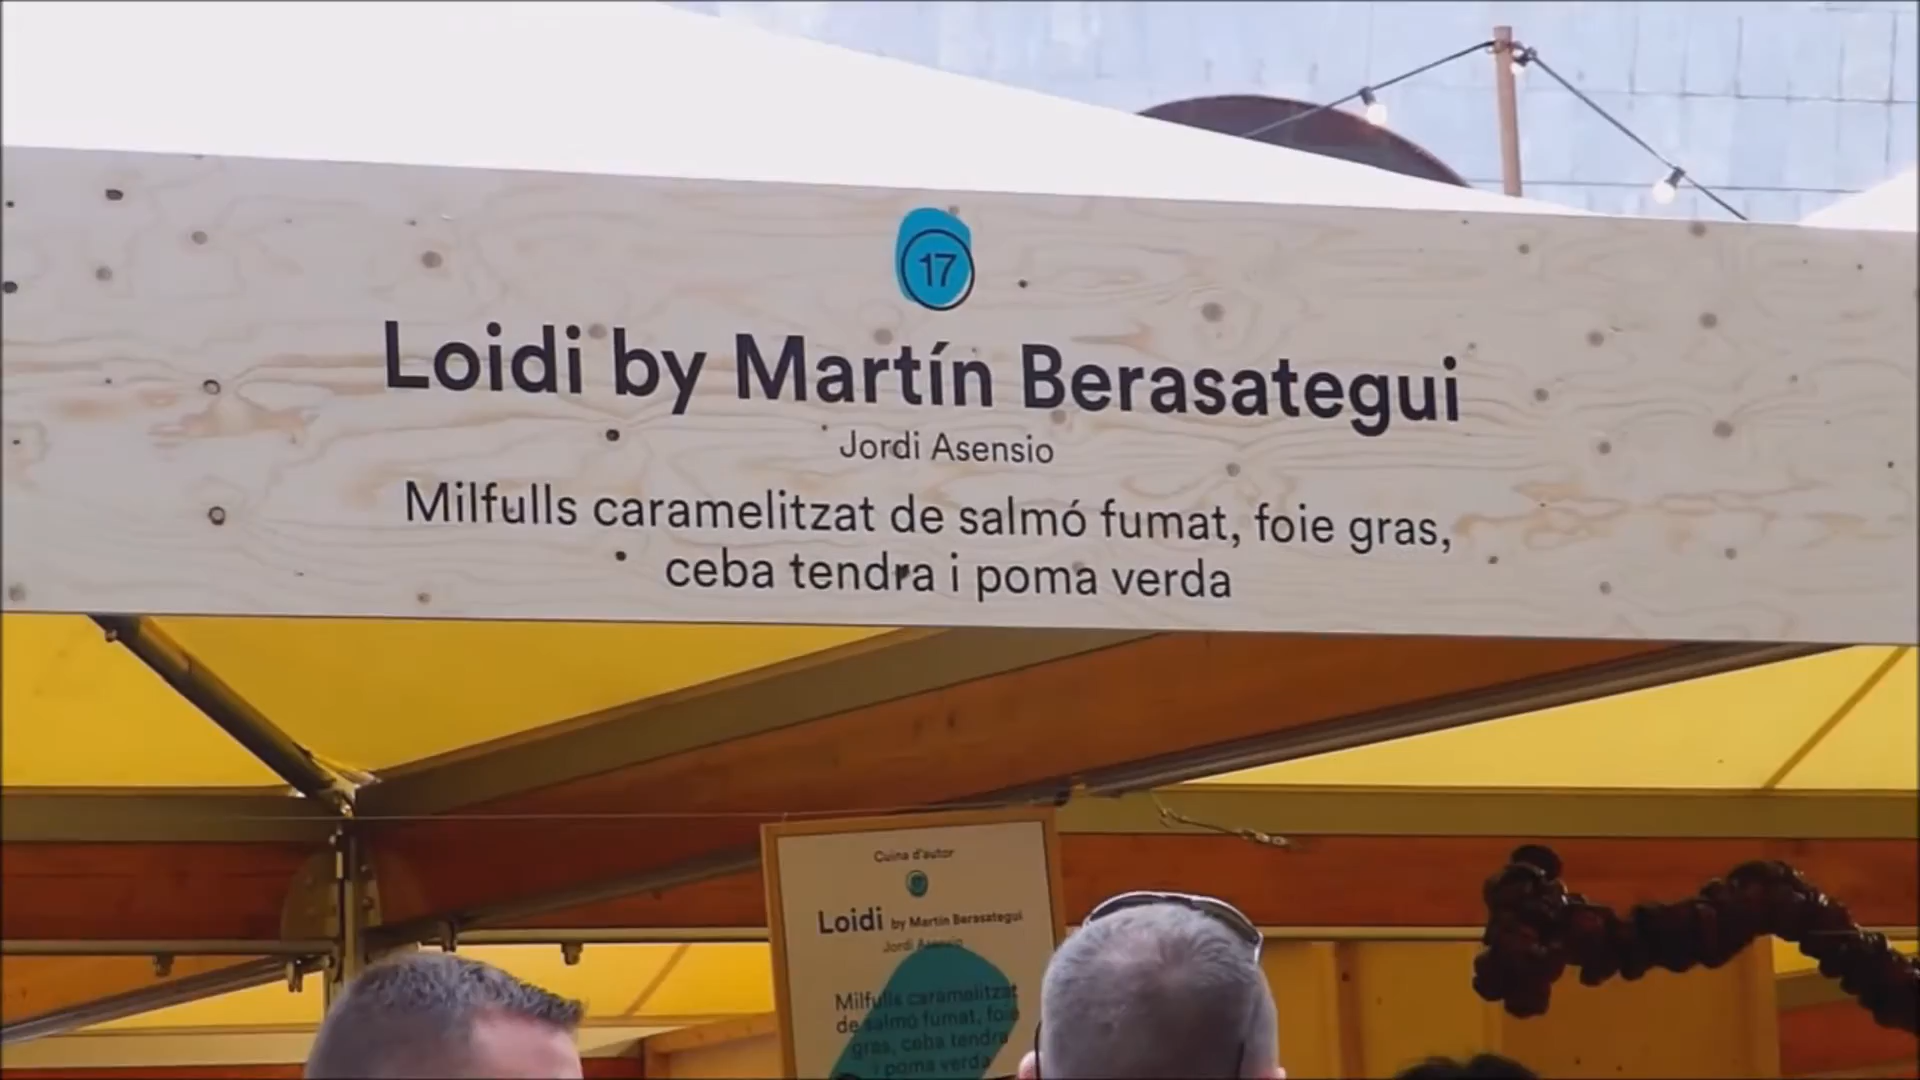 17
Loidi by Martín Berasategui
Jordi Asensio
Milfulls caramelitzat de salmó fumat, foie gras,
ceba tendra i poma verda
Cuina d'autor
Loidi by Martín Berasategui
Jordi Asensio
Milfulls caramelitzat
de salmó fumat, foie
gras, ceba tendra
i poma verda